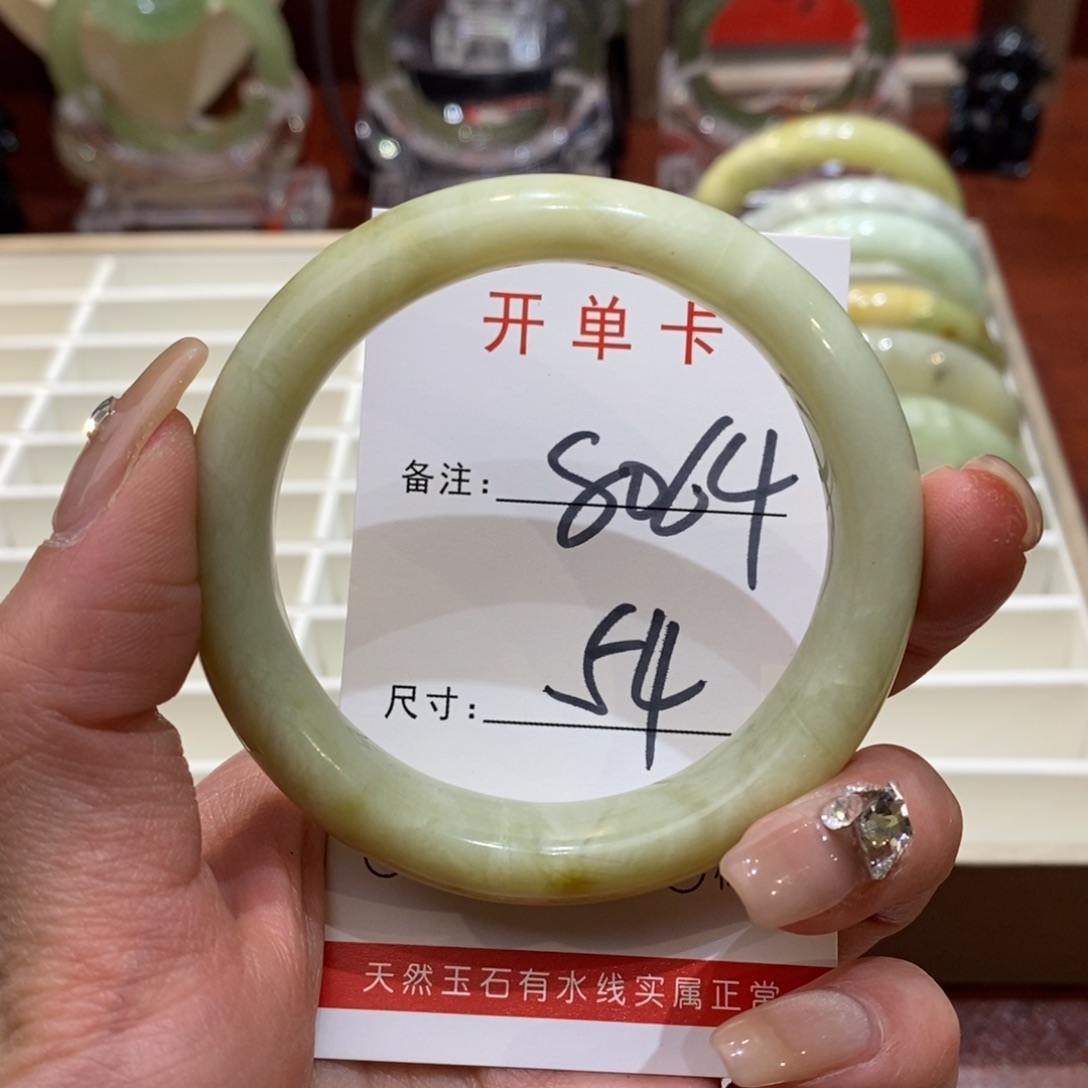 开单卡
备注: 8064
尺寸: 54
天然玉石有水线实属正常